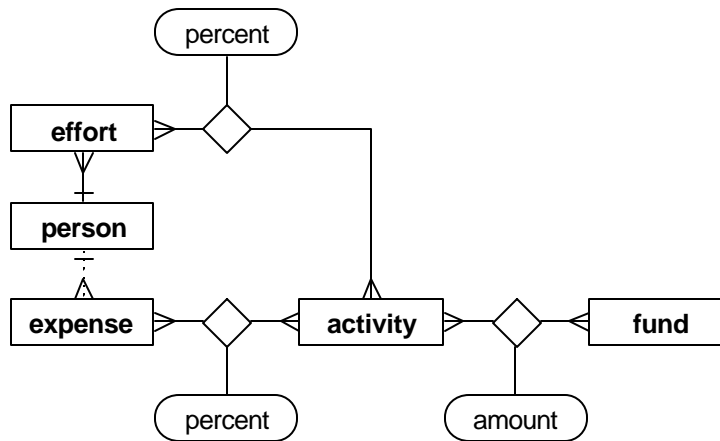 percent
effort
person
expense
activity
fund
percent
amount